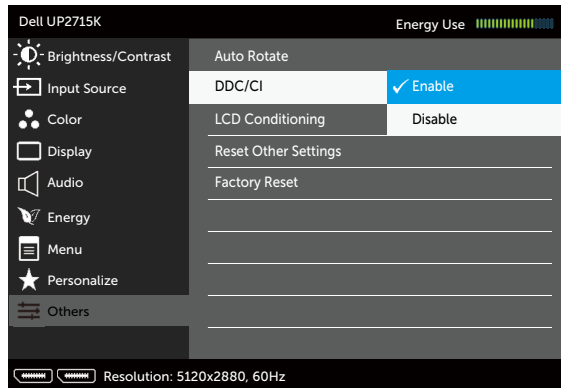 Dell UP2715K
Energy Use
Brightness/Contrast
Auto Rotate
Input Source
DDC/CI
Enable
Color
LCD Conditioning
Disable
Display
Reset Other Settings
Audio
Factory Reset
Energy
Menu
Personalize
Others
Resolution: 5120x2880, 60Hz